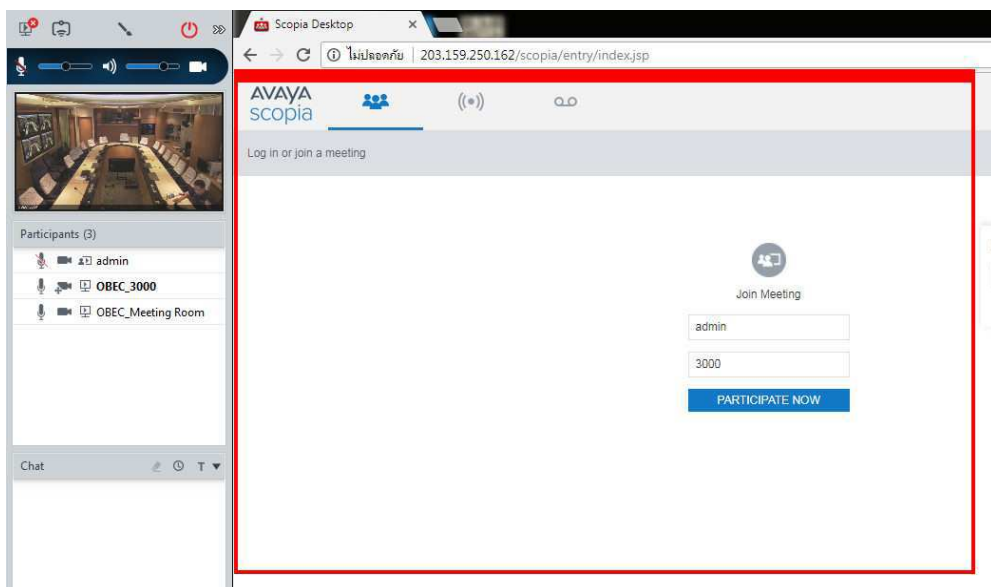 Scopia Desktop
ไม่ปลอดภัย 203.159.250.162/scopia/entry/index.jsp
AVAYA
scopia
Log in or join a meeting
Participants (3)
admin
OBEC_3000
OBEC_Meeting Room
Join Meeting
admin
3000
PARTICIPATE NOW
Chat
T